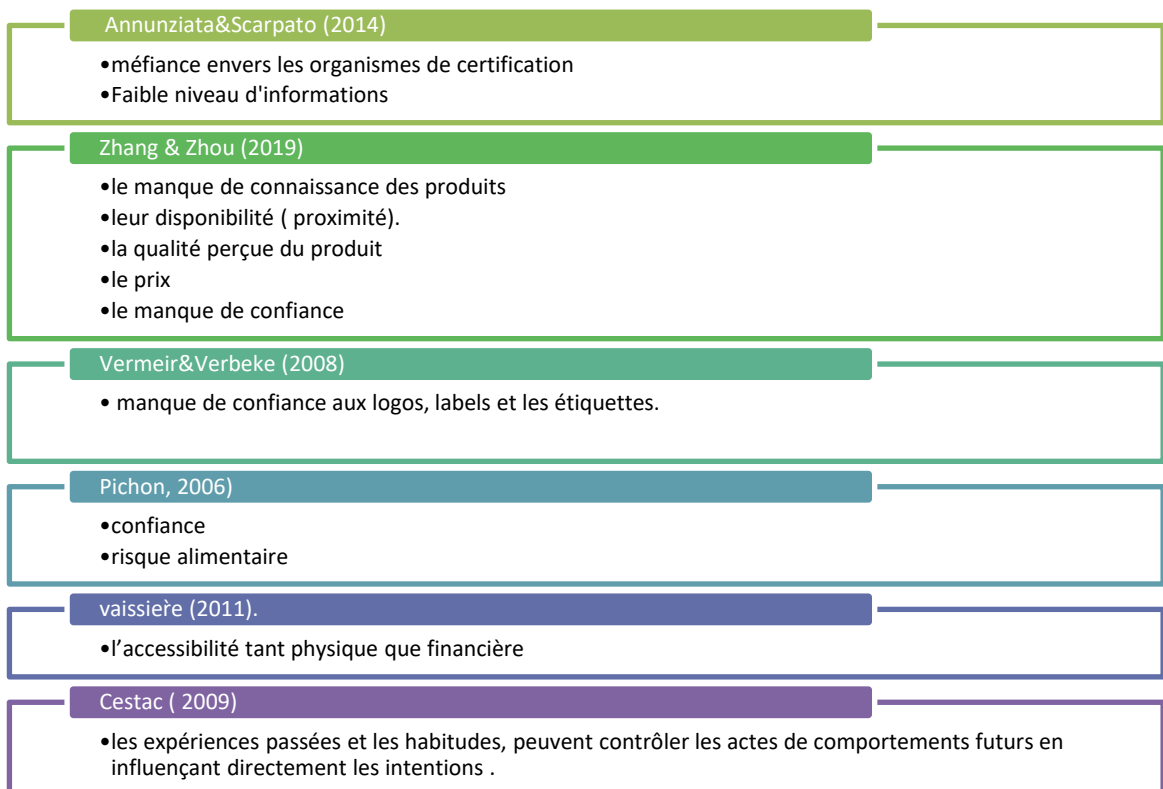 Annunziata&Scarpato (2014)
•méfiance envers les organismes de certification
•Faible niveau d'informations
Zhang & Zhou (2019)
•le manque de connaissance des produits
•leur disponibilité ( proximité).
•la qualité perçue du produit
•le prix
•le manque de confiance
Vermeir&Verbeke (2008)
• manque de confiance aux logos, labels et les étiquettes.
Pichon, 2006)
•confiance
•risque alimentaire
vaissier̀e (2011).
•l’accessibilité tant physique que financière
Cestac ( 2009)
•les expériences passées et les habitudes, peuvent contrôler les actes de comportements futurs en
influençant directement les intentions .